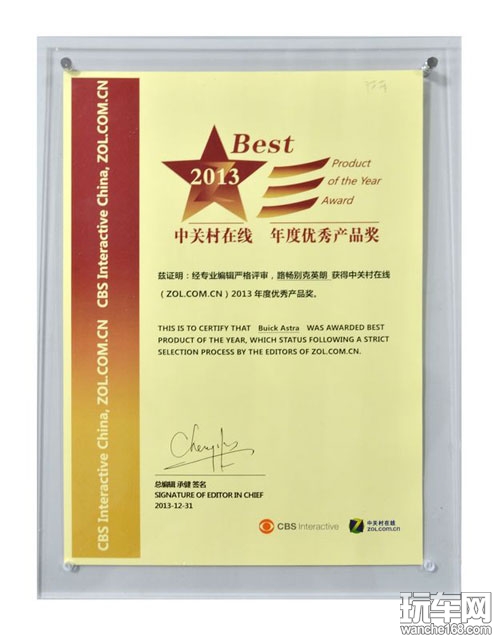 Best
2013
Product
of the Year
Award
中关村在线 年度优秀产品奖
兹证明：经专业编辑严格评审，路畅别克英朗 获得中关村在线
（ZOL.COM.CN）2013 年度优秀产品奖。
THIS IS TO CERTIFY THAT Buick Astra WAS AWARDED BEST
PRODUCT OF THE YEAR, WHICH STATUS FOLLOWING A STRICT
SELECTION PROCESS BY THE EDITORS OF ZOL.COM.CN.
总编辑 承健 签名
SIGNATURE OF EDITOR IN CHIEF
2013-12-31
CBS Interactive
中关村在线
ZOL.COM.CN
CBS Interactive China, ZOL.COM.CN
CBS Interactive China, ZOL.COM.CN
玩车网
wanche168.com